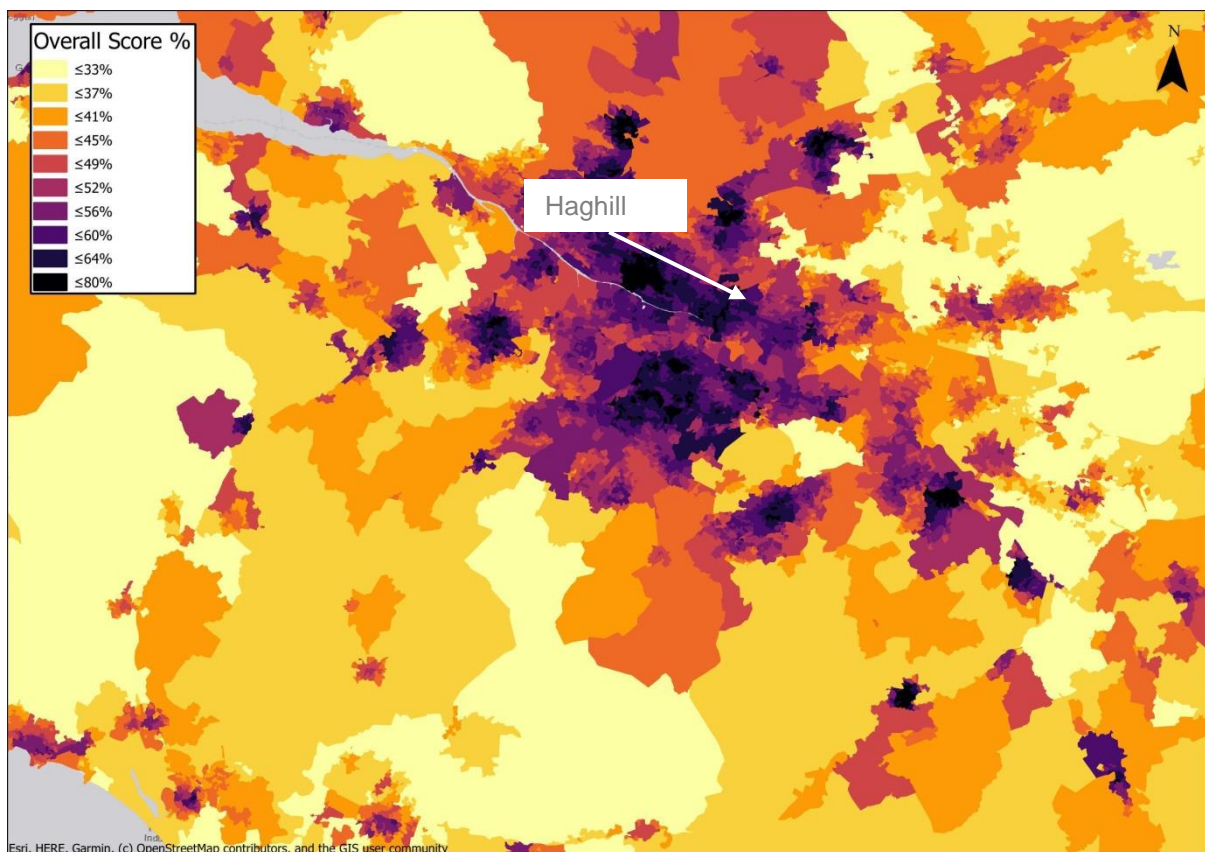 Overall Score %
≤33%
≤37%
≤41%
≤45%
≤49%
≤52%
≤56%
≤60%
≤64%
≤80%
N
Haghill
Esri, HERE, Garmin, (c) OpenStreetMap contributors, and the GIS user community